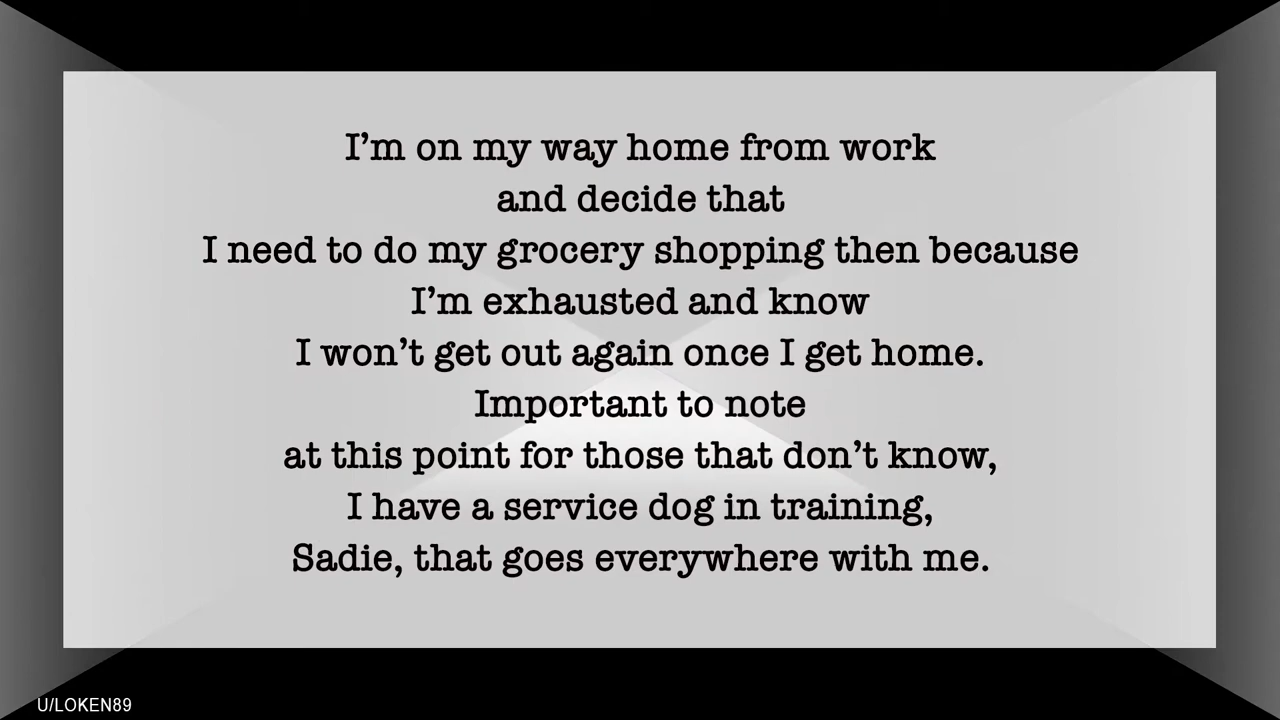 I’m on my way home from work
and decide that
I need to do my grocery shopping then because
I’m exhausted and know
I won’t get out again once I get home.
Important to note
at this point for those that don’t know,
I have a service dog in training,
Sadie, that goes everywhere with me.
U/LOKEN89